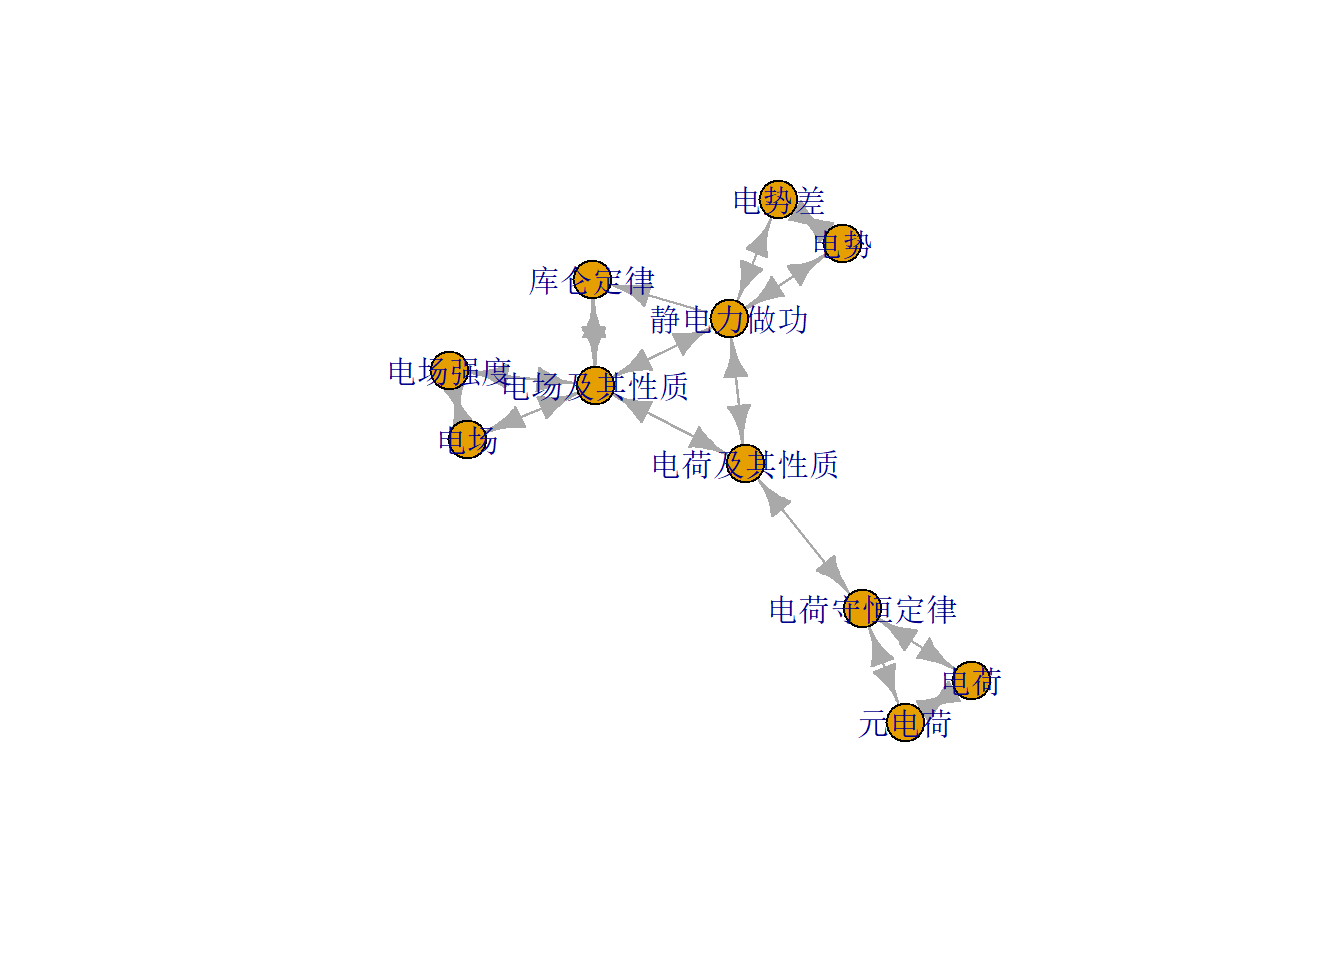 电势差
电势
库仑定律
静电力做功
电场强度
电场及其性质
电场
电荷及其性质
电荷守恒定律
电荷
元电荷